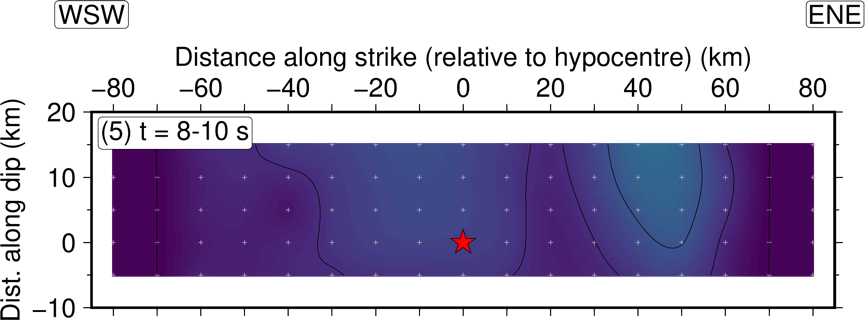 WSW
ENE
Distance along strike (relative to hypocentre) (km)
−80 −60 −40 −20 0 20 40 60 80
Dist. along dip (km)
20
(5) t = 8-10 s
10
0
−10